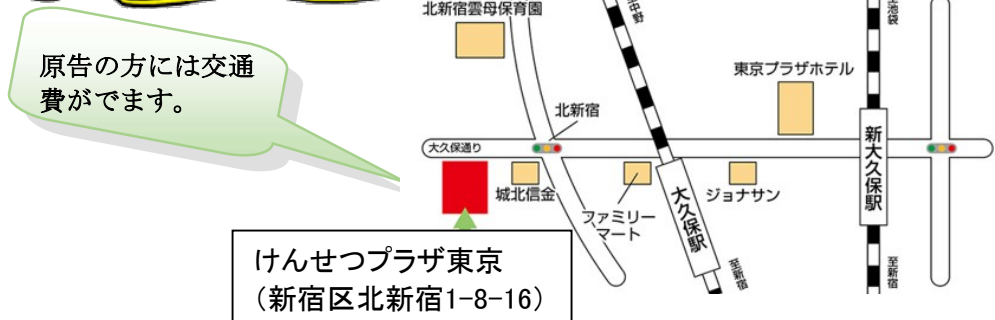 北新宿雲母保育園
至中野
至池袋
原告の方には交通
費がでます。
東京プラザホテル
北新宿
大久保通り
新大久保駅
城北信金
ファミリー
マート
大久保駅
ジョナサン
至新宿
至新宿
けんせつプラザ東京
（新宿区北新宿1-8-16）